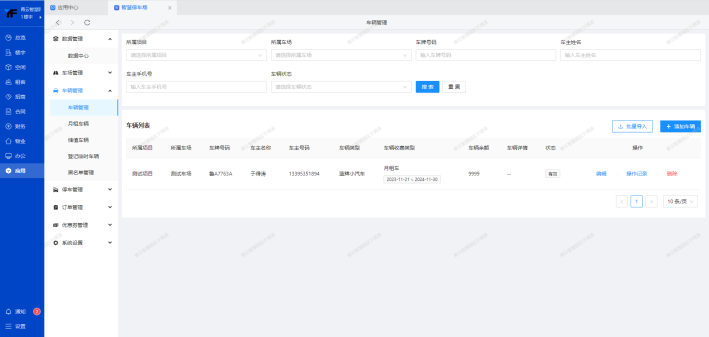 应用中心
智慧停车场
1楼宇
车辆管理
总览
楼宇
空间
租客
招商
合同
财务
物业
办公
应用
通知
设置
数据管理
数据中心
车场管理
车辆管理
车辆管理
月租车辆
储值车辆
登记临时车辆
黑名单管理
停车管理
订单管理
优惠券管理
系统设置
所属项目
所属车场
车牌号码
车主姓名
请选择所属项目
请选择所属车场
输入车牌号码
输入车主姓名
车主手机号
车辆状态
输入车主手机号
请选择车辆状态
搜 索
重 置
车辆列表
批量导入
添加车辆
所属项目 所属车场 车牌号码 车主名称 车主号码 车辆类型 车辆收费类型 车辆余额 车辆详情 状态 操作
测试项目 测试车场 鲁A7763A 于得涛 13395351894 蓝牌小汽车 月租车 9999 --- 有效 编辑 操作记录 删除
2023-11-21 ~ 2024-11-30
1
10 条/页